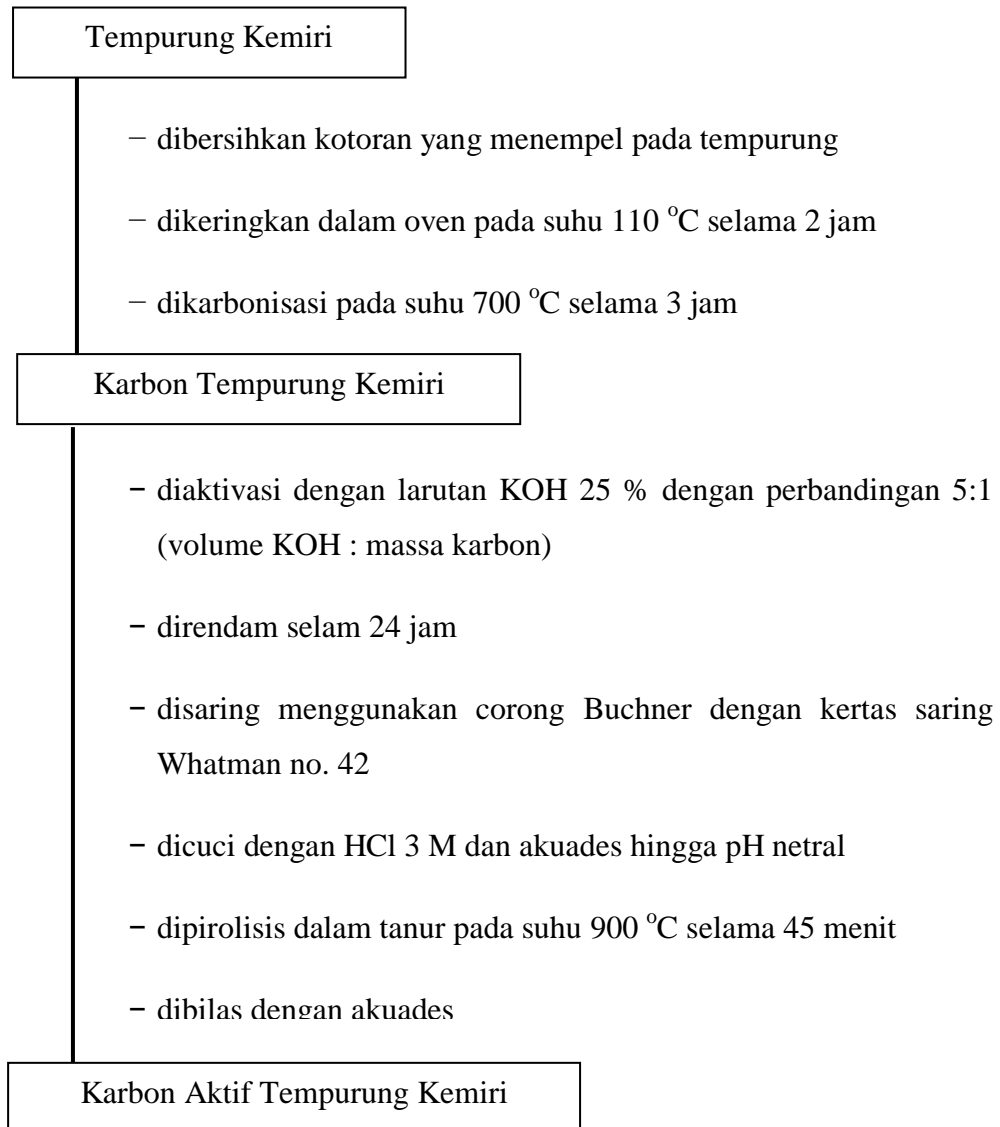 Tempurung Kemiri
– dibersihkan kotoran yang menempel pada tempurung
– dikeringkan dalam oven pada suhu 110 °C selama 2 jam
– dikarbonisasi pada suhu 700 °C selama 3 jam
Karbon Tempurung Kemiri
– diaktivasi dengan larutan KOH 25 % dengan perbandingan 5:1
(volume KOH : massa karbon)
– direndam selam 24 jam
– disaring menggunakan corong Buchner dengan kertas saring
Whatman no. 42
– dicuci dengan HCl 3 M dan akuades hingga pH netral
– dipirolisis dalam tanur pada suhu 900 °C selama 45 menit
– dibilas dengan akuades
Karbon Aktif Tempurung Kemiri